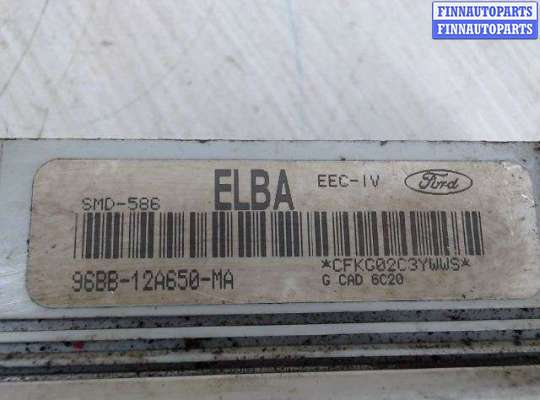 FINNAUTOPARTS
FINNAUTOPARTS
SMD-586
ELBA
EEC-IV
Ford
96BB-12A650-MA
*CFKG02C3YWWS*
G CAD 6C20